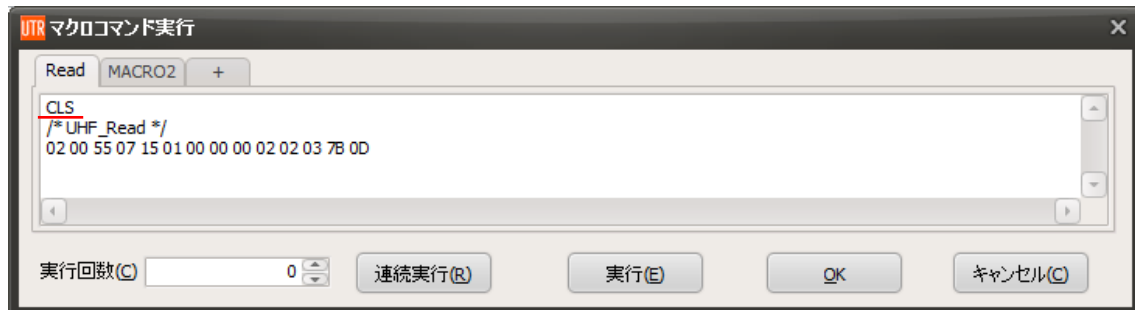 UTR マクロコマンド実行
Read MACRO2 +
CLS
/* UHF_Read */
02 00 55 07 15 01 00 00 00 02 02 03 7B 0D
実行回数(C) 0 連続実行(R) 実行(E) OK キャンセル(C)